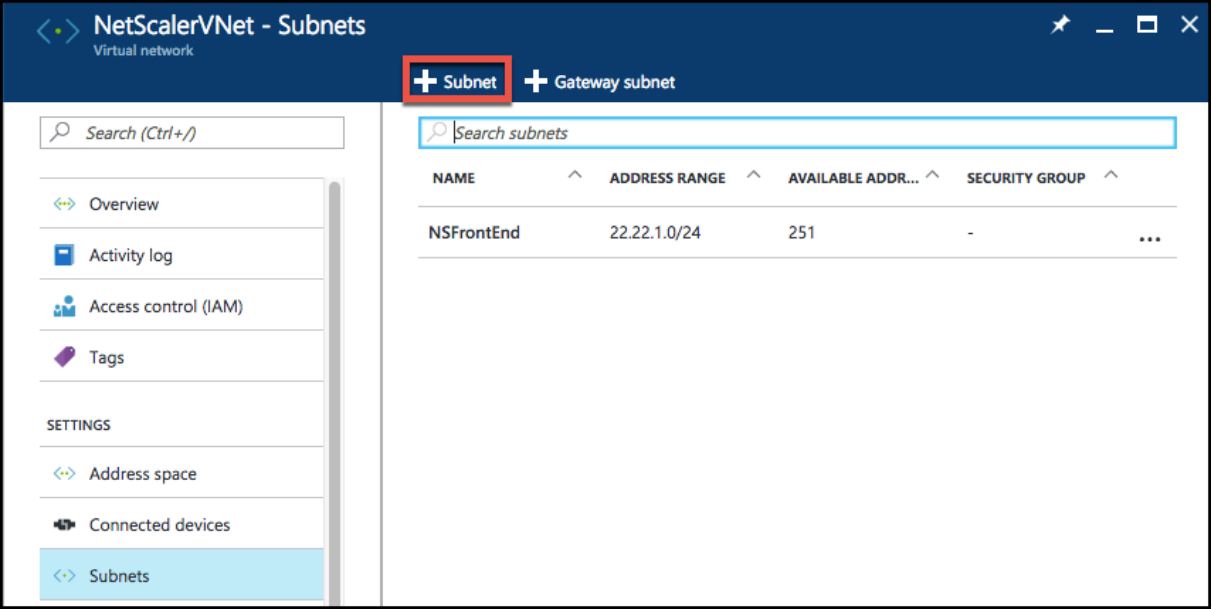 NetScalerVNet - Subnets
Virtual network
Subnet Gateway subnet
Search (Ctrl+/)
Search subnets
NAME ADDRESS RANGE AVAILABLE ADDR... SECURITY GROUP
NSFrontEnd 22.22.1.0/24 251 - ...
Overview
Activity log
Access control (IAM)
Tags
SETTINGS
Address space
Connected devices
Subnets